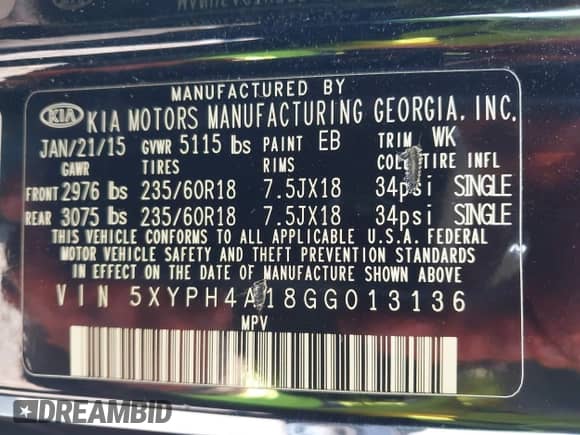 MANUFACTURED BY
KIA KIA MOTORS MANUFACTURING GEORGIA, INC.
JAN/21/15 GVWR 5115 lbs PAINT EB TRIM WK
GAWR TIRES RIMS COLD TIRE INFL
FRONT 2976 lbs 235/60R18 7.5JX18 34psi SINGLE
REAR 3075 lbs 235/60R18 7.5JX18 34psi SINGLE
THIS VEHICLE CONFORMS TO ALL APPLICABLE U.S.A. FEDERAL
MOTOR VEHICLE SAFETY AND THEFT PREVENTION STANDARDS
IN EFFECT ON THE DATE OF MANUFACTURE SHOWN ABOVE.
VIN 5XYPH4A18GG013136
MPV
DREAMBID